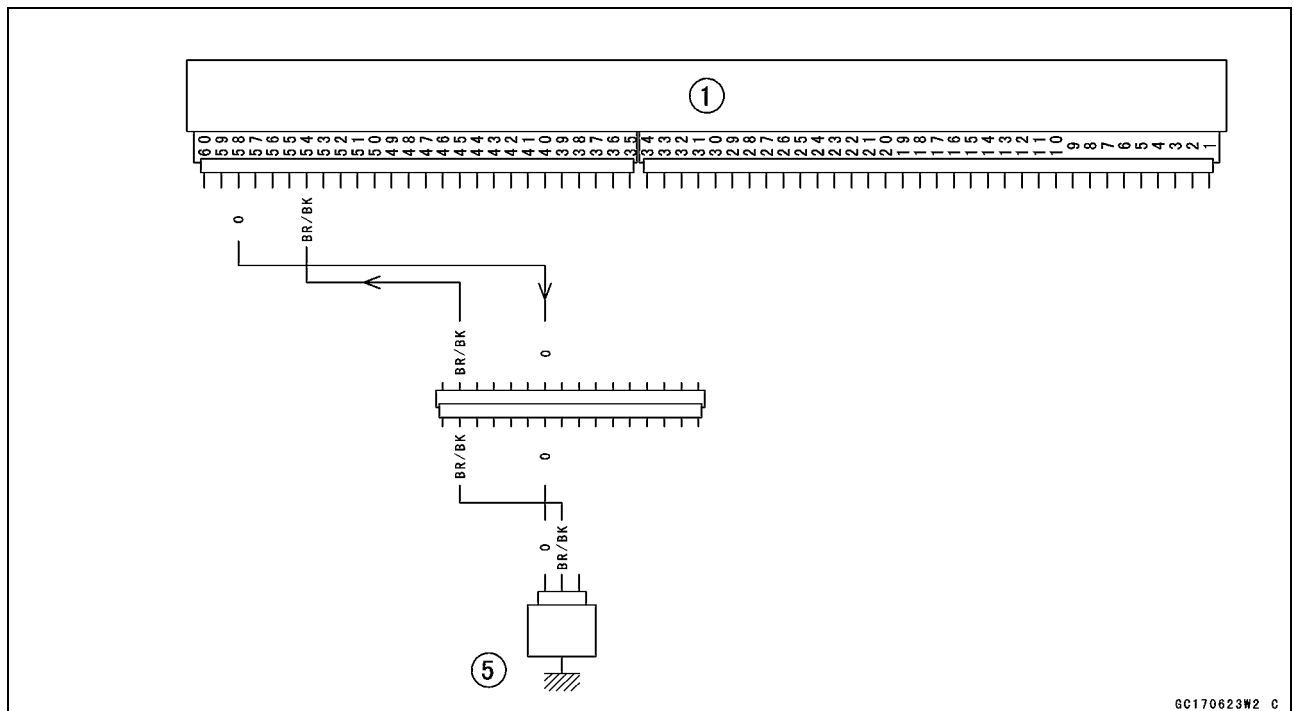 1
60 59 58 57 56 55 54 53 52 51 50 49 48 47 46 45 44 43 42 41 40 39 38 37 36 35 34 33 32 31 30 29 28 27 26 25 24 23 22 21 20 19 18 17 16 15 14 13 12 11 10 9 8 7 6 5 4 3 2 1
O BR/BK
BR/BK O
BR/BK O
O BR/BK
5
GC170623W2 C